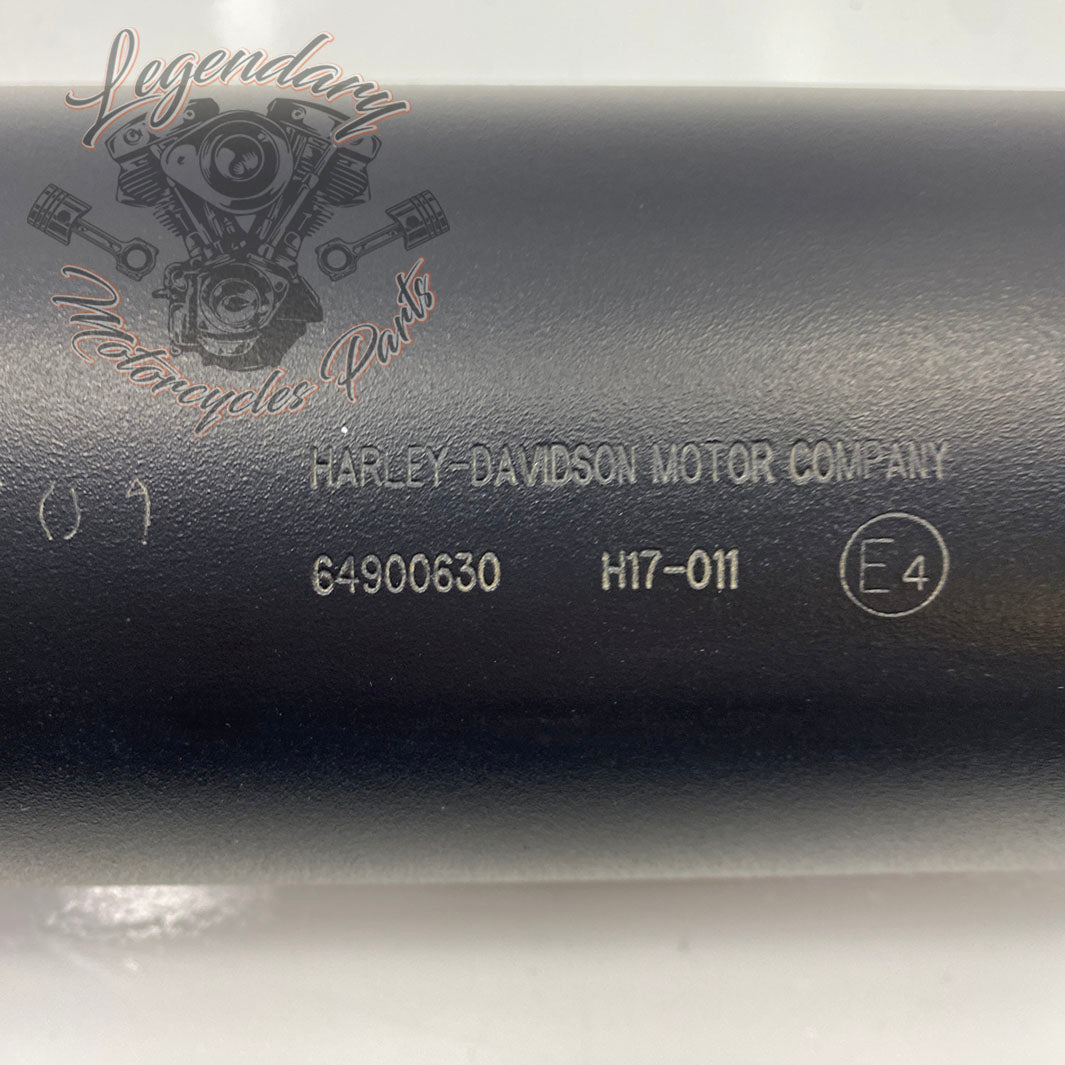 Legendary
Motorcycles Parts
HARLEY-DAVIDSON MOTOR COMPANY
64900630 H17-011 E4